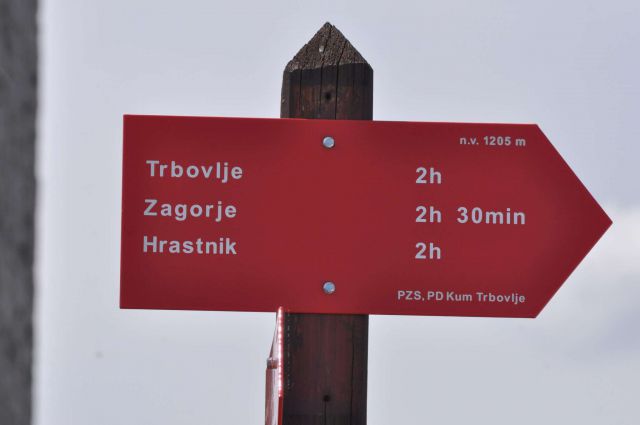 n.v. 1205 m
Trbovlje 2h
Zagorje 2h 30min
Hrastnik 2h
PZS, PD Kum Trbovlje